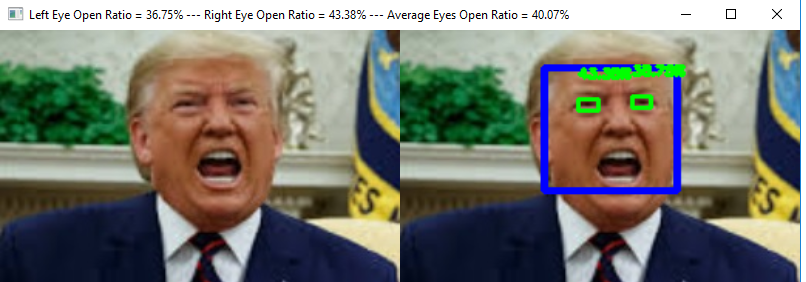 Left Eye Open Ratio = 36.75% --- Right Eye Open Ratio = 43.38% --- Average Eyes Open Ratio = 40.07%